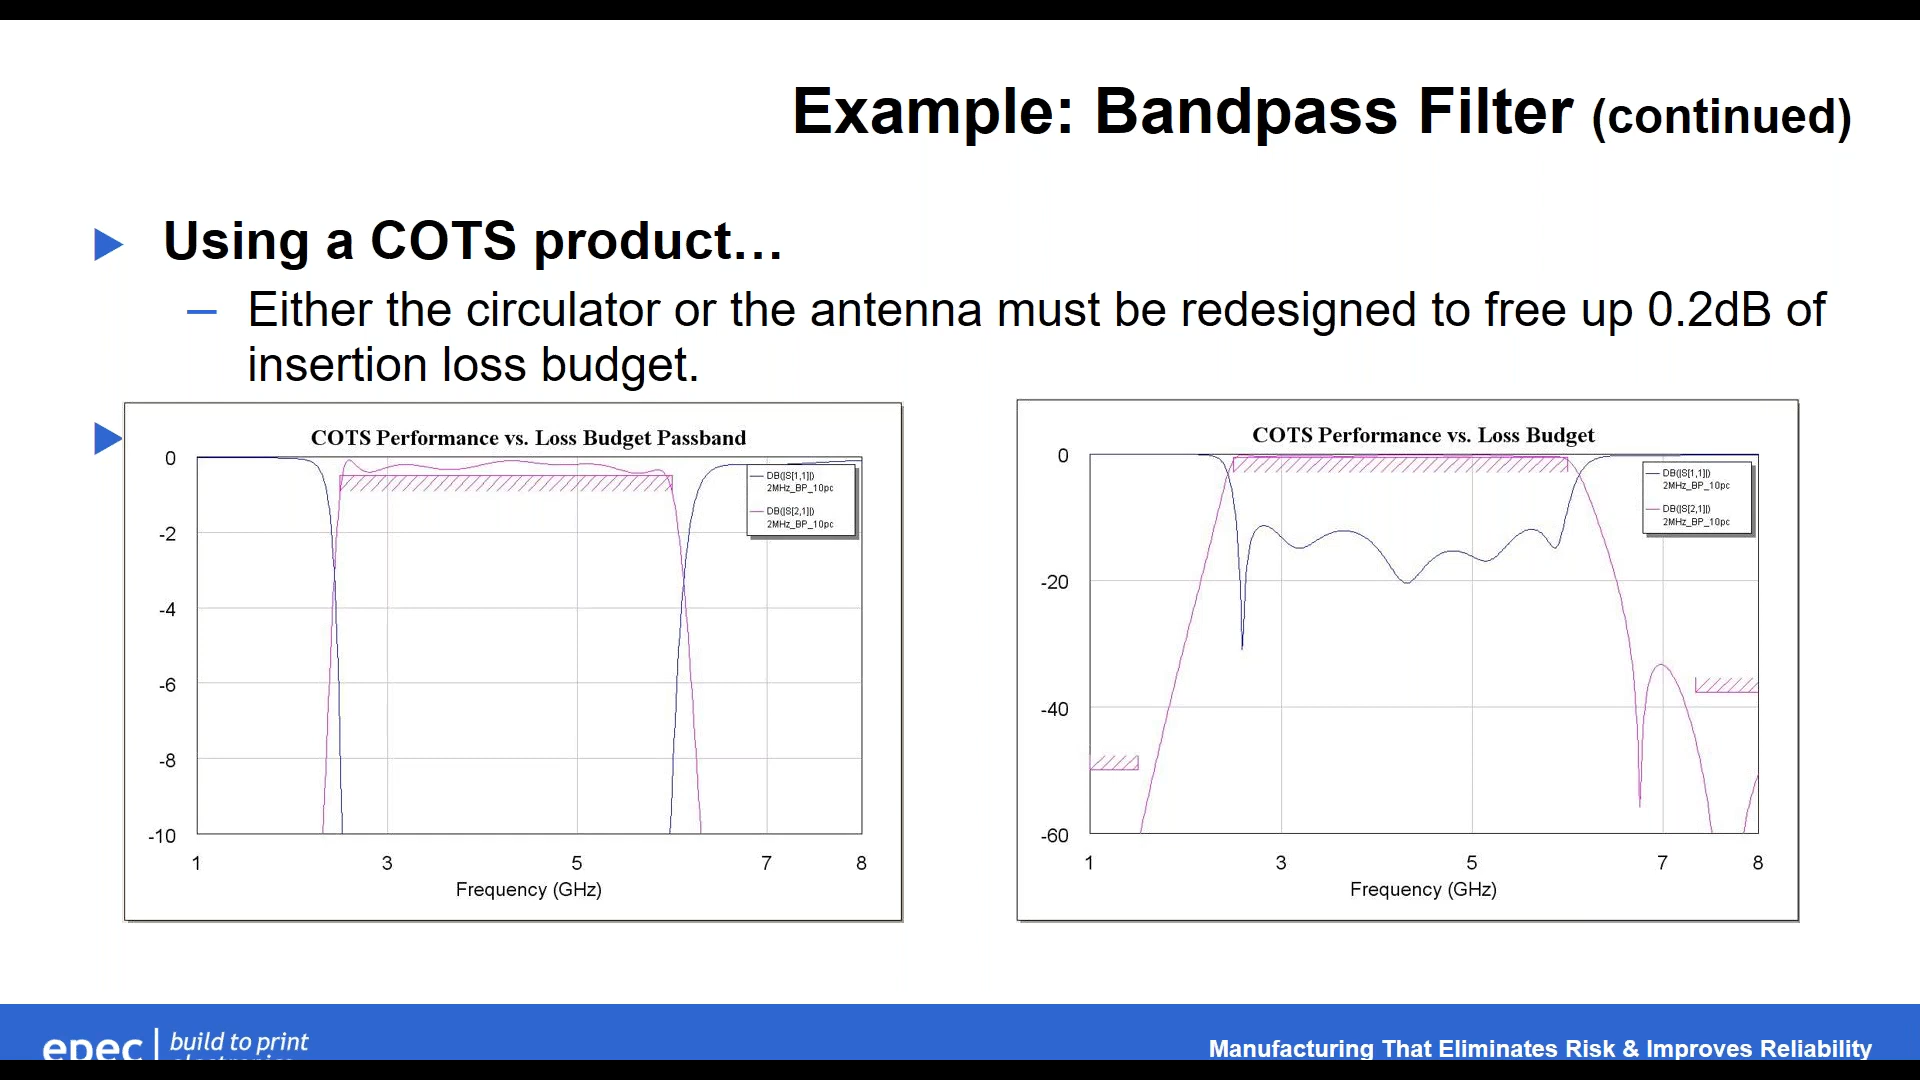 Example: Bandpass Filter (continued)
Using a COTS product…
– Either the circulator or the antenna must be redesigned to free up 0.2dB of
insertion loss budget.
COTS Performance vs. Loss Budget Passband
0
-2
-4
-6
-8
-10
1 3 5 7 8
Frequency (GHz)
DB(|S[1,1]|)
2MHz_BP_10pc
DB(|S[2,1]|)
2MHz_BP_10pc
COTS Performance vs. Loss Budget
0
-20
-40
-60
1 3 5 7 8
Frequency (GHz)
DB(|S[1,1]|)
2MHz_BP_10pc
DB(|S[2,1]|)
2MHz_BP_10pc
epec build to print
Manufacturing That Eliminates Risk & Improves Reliability